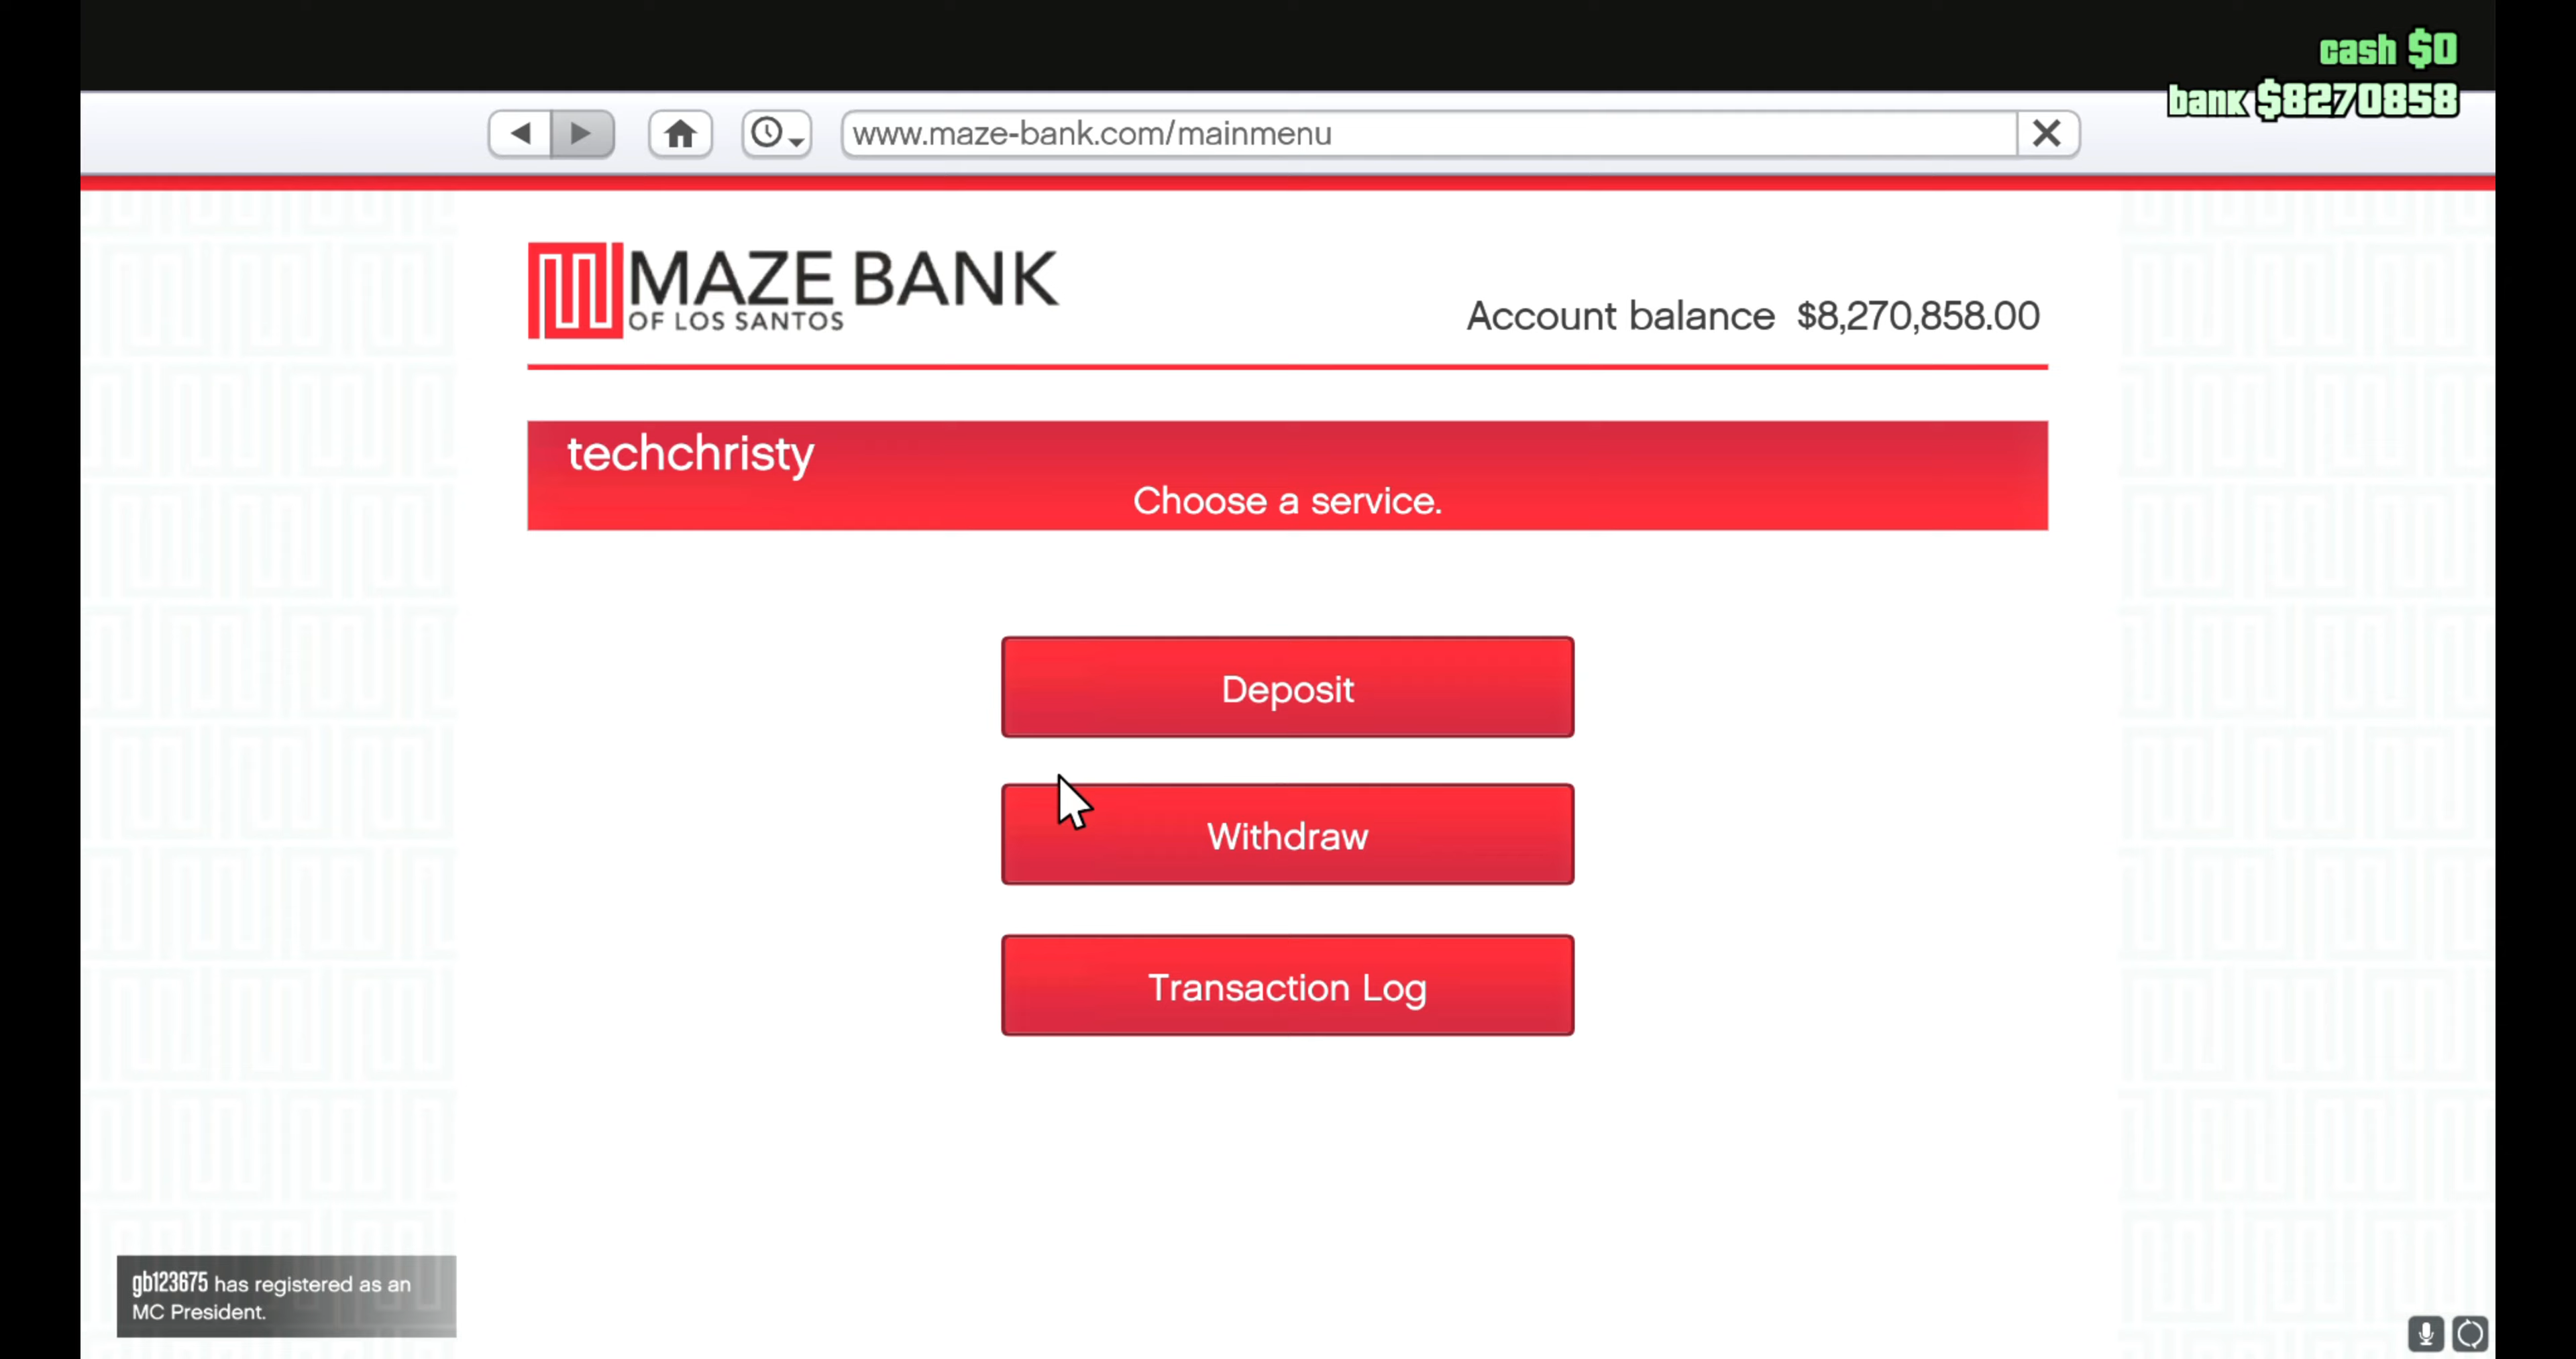 cash $0
bank $8270858
www.maze-bank.com/mainmenu
MAZE BANK
OF LOS SANTOS
Account balance $8,270,858.00
techchristy
Choose a service.
Deposit
Withdraw
Transaction Log
gb123675 has registered as an
MC President.